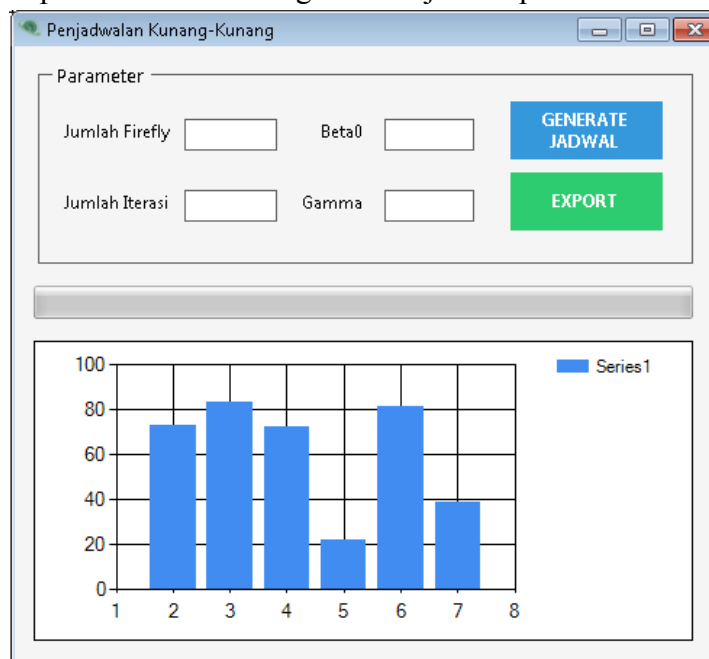 Penjadwalan Kunang-Kunang
Parameter
Jumlah Firefly
Beta0
GENERATE
JADWAL
Jumlah Iterasi
Gamma
EXPORT
100
80
60
40
20
0
1 2 3 4 5 6 7 8
Series1